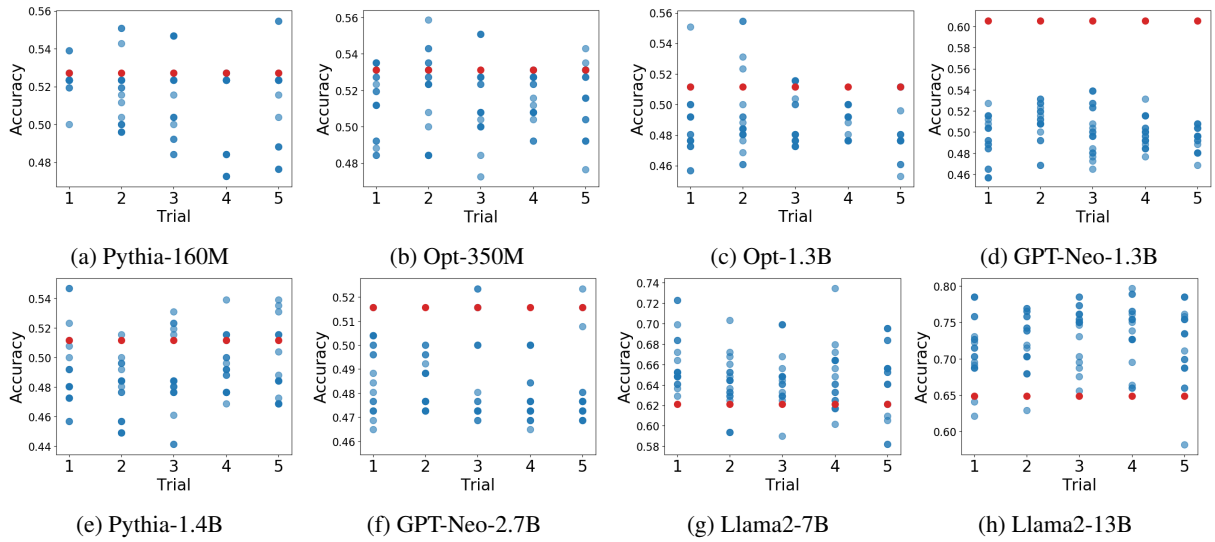 0.56
0.54
0.52
0.50
0.48
Accuracy
1 2 3 4 5
Trial
(a) Pythia-160M
0.56
0.54
0.52
0.50
0.48
Accuracy
1 2 3 4 5
Trial
(b) Opt-350M
0.56
0.54
0.52
0.50
0.48
0.46
Accuracy
1 2 3 4 5
Trial
(c) Opt-1.3B
0.60
0.58
0.56
0.54
0.52
0.50
0.48
0.46
Accuracy
1 2 3 4 5
Trial
(d) GPT-Neo-1.3B
0.54
0.52
0.50
0.48
0.46
0.44
Accuracy
1 2 3 4 5
Trial
(e) Pythia-1.4B
0.52
0.51
0.50
0.49
0.48
0.47
0.46
Accuracy
1 2 3 4 5
Trial
(f) GPT-Neo-2.7B
0.74
0.72
0.70
0.68
0.66
0.64
0.62
0.60
0.58
Accuracy
1 2 3 4 5
Trial
(g) Llama2-7B
0.80
0.75
0.70
0.65
0.60
Accuracy
1 2 3 4 5
Trial
(h) Llama2-13B